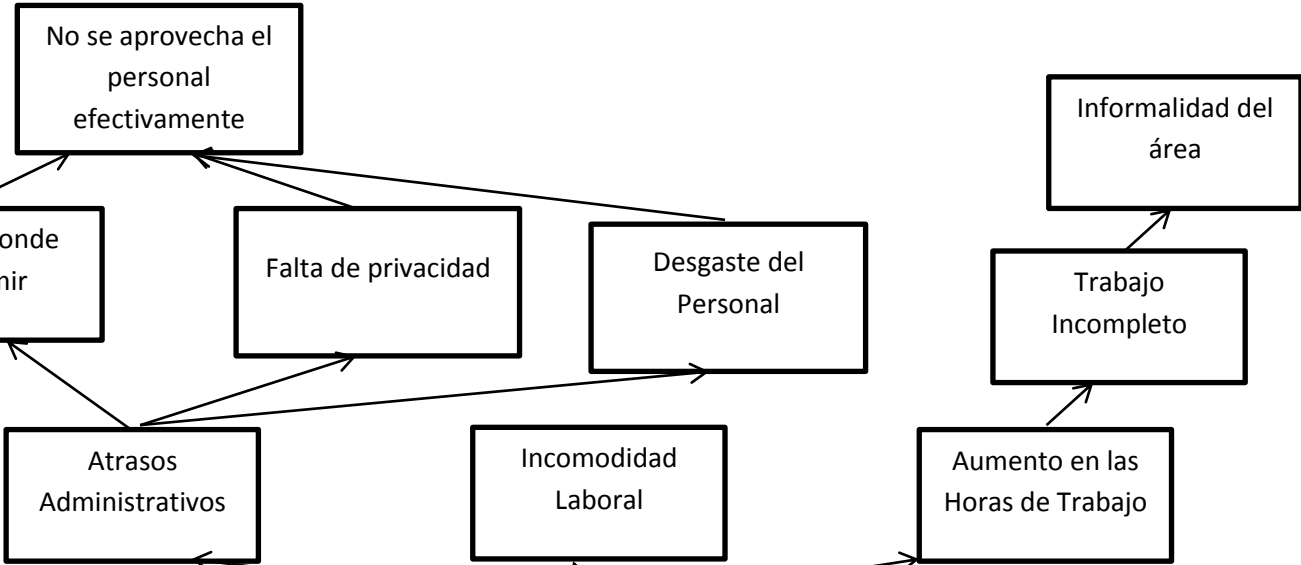 No se aprovecha el
personal
efectivamente
Informalidad del
área
Falta de privacidad
Desgaste del
Personal
Trabajo
Incompleto
Atrasos
Administrativos
Incomodidad
Laboral
Aumento en las
Horas de Trabajo